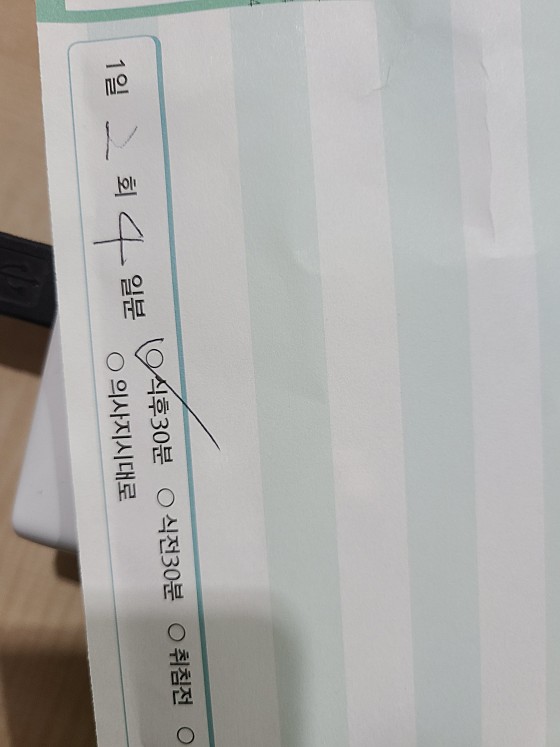 1일 2 회 4 일분
식후30분 식전30분 취침전
의사지시대로